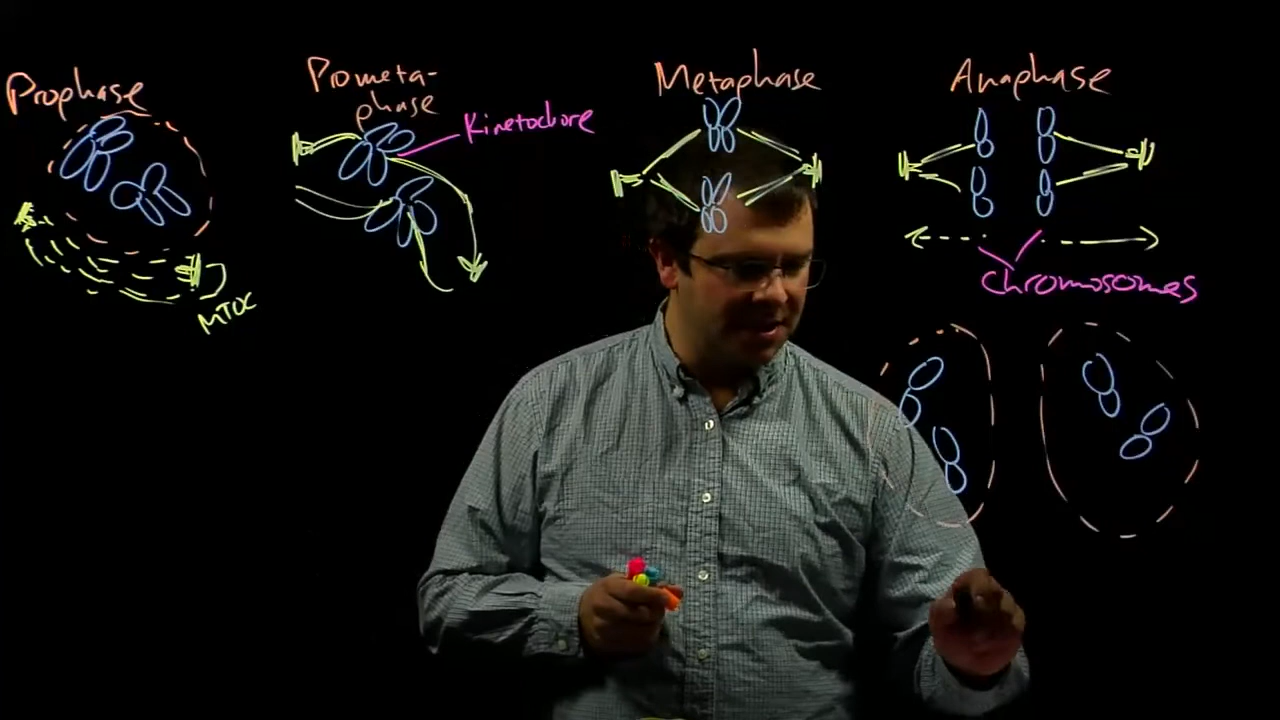 Prophase
Prometa-
phase
Kinetochore
Metaphase
Anaphase
MTOC
Chromosomes